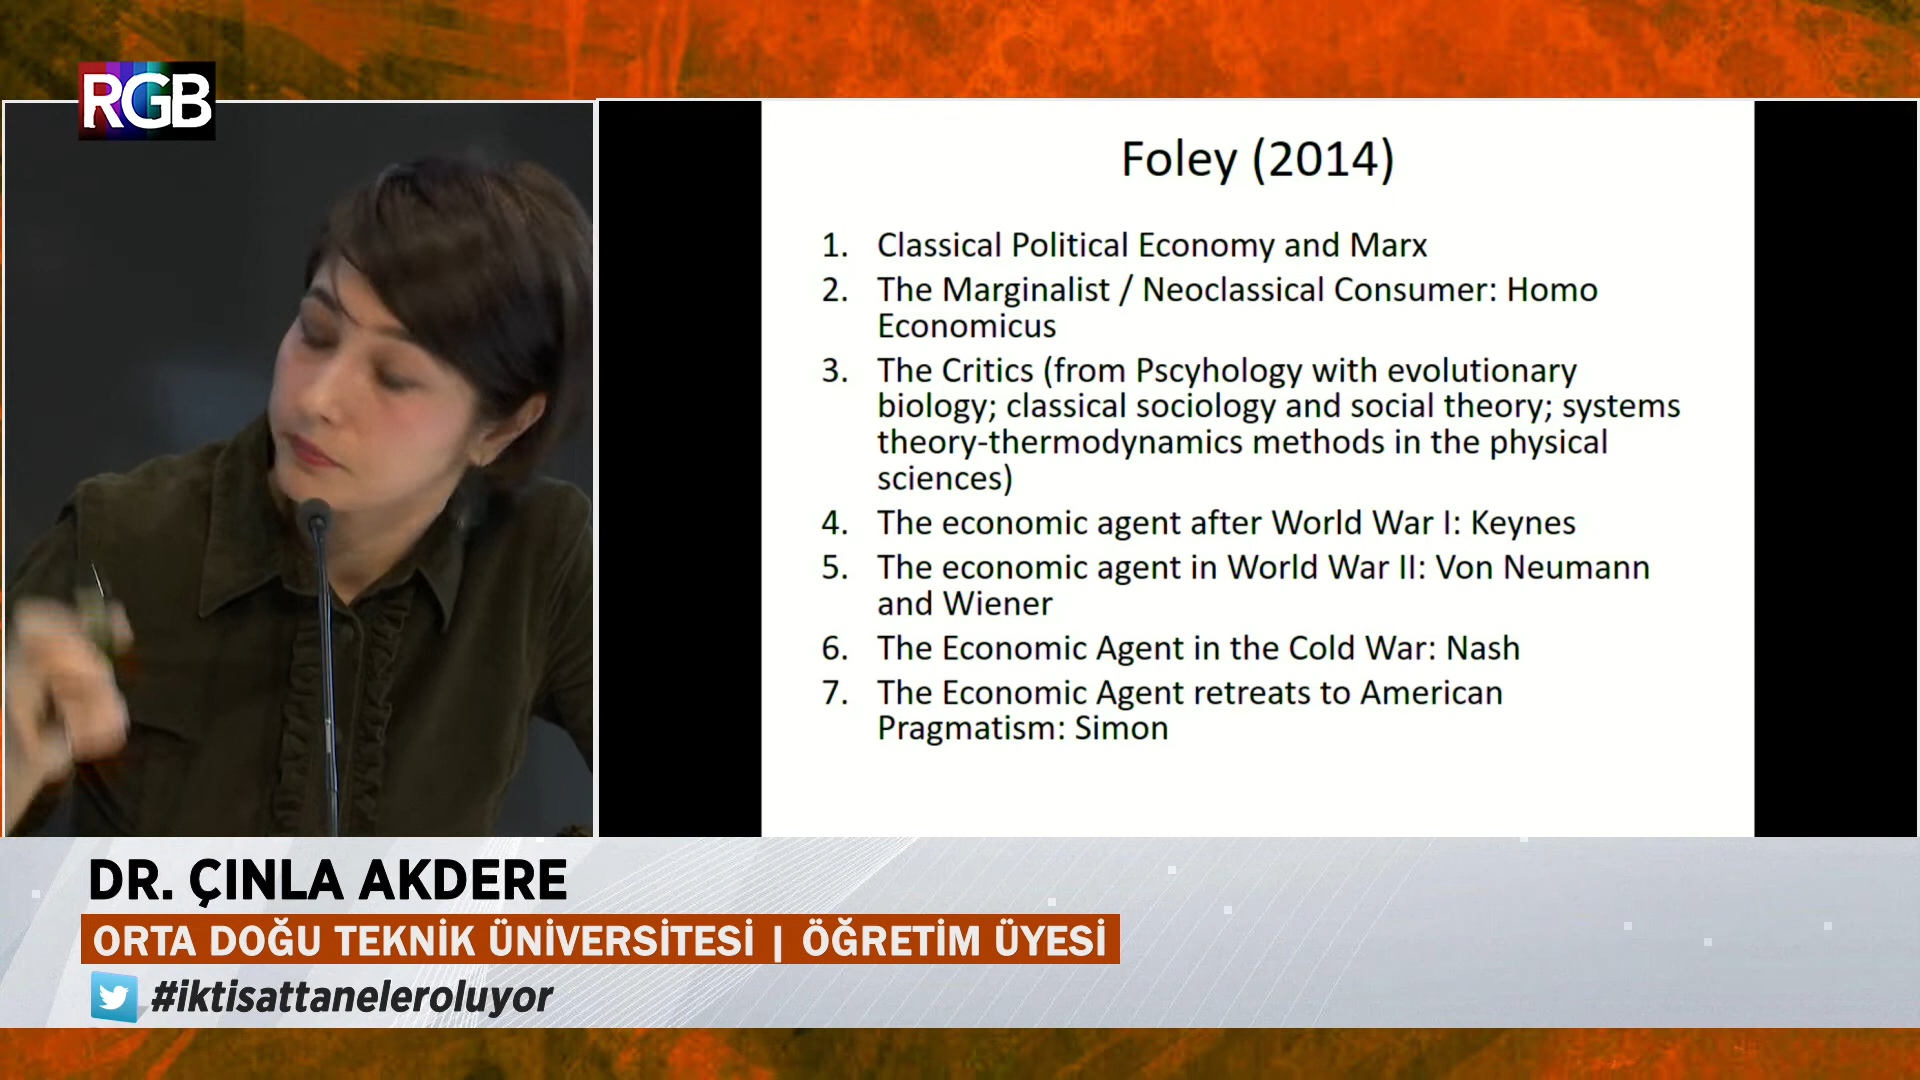 RGB
Foley (2014)
1. Classical Political Economy and Marx
2. The Marginalist / Neoclassical Consumer: Homo
Economicus
3. The Critics (from Pscyhology with evolutionary
biology; classical sociology and social theory; systems
theory-thermodynamics methods in the physical
sciences)
4. The economic agent after World War I: Keynes
5. The economic agent in World War II: Von Neumann
and Wiener
6. The Economic Agent in the Cold War: Nash
7. The Economic Agent retreats to American
Pragmatism: Simon
DR. ÇINLA AKDERE
ORTA DOĞU TEKNİK ÜNİVERSİTESİ | ÖĞRETİM ÜYESİ
#iktisattaneleroluyor